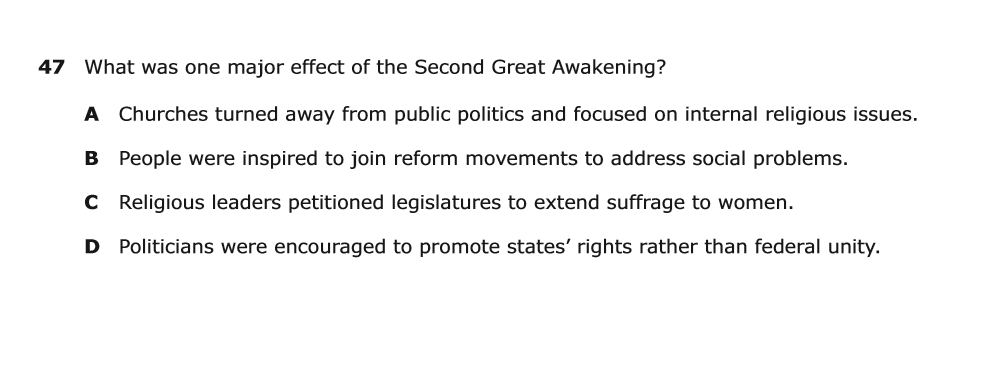 47 What was one major effect of the Second Great Awakening?
A Churches turned away from public politics and focused on internal religious issues.
B People were inspired to join reform movements to address social problems.
C Religious leaders petitioned legislatures to extend suffrage to women.
D Politicians were encouraged to promote states’ rights rather than federal unity.